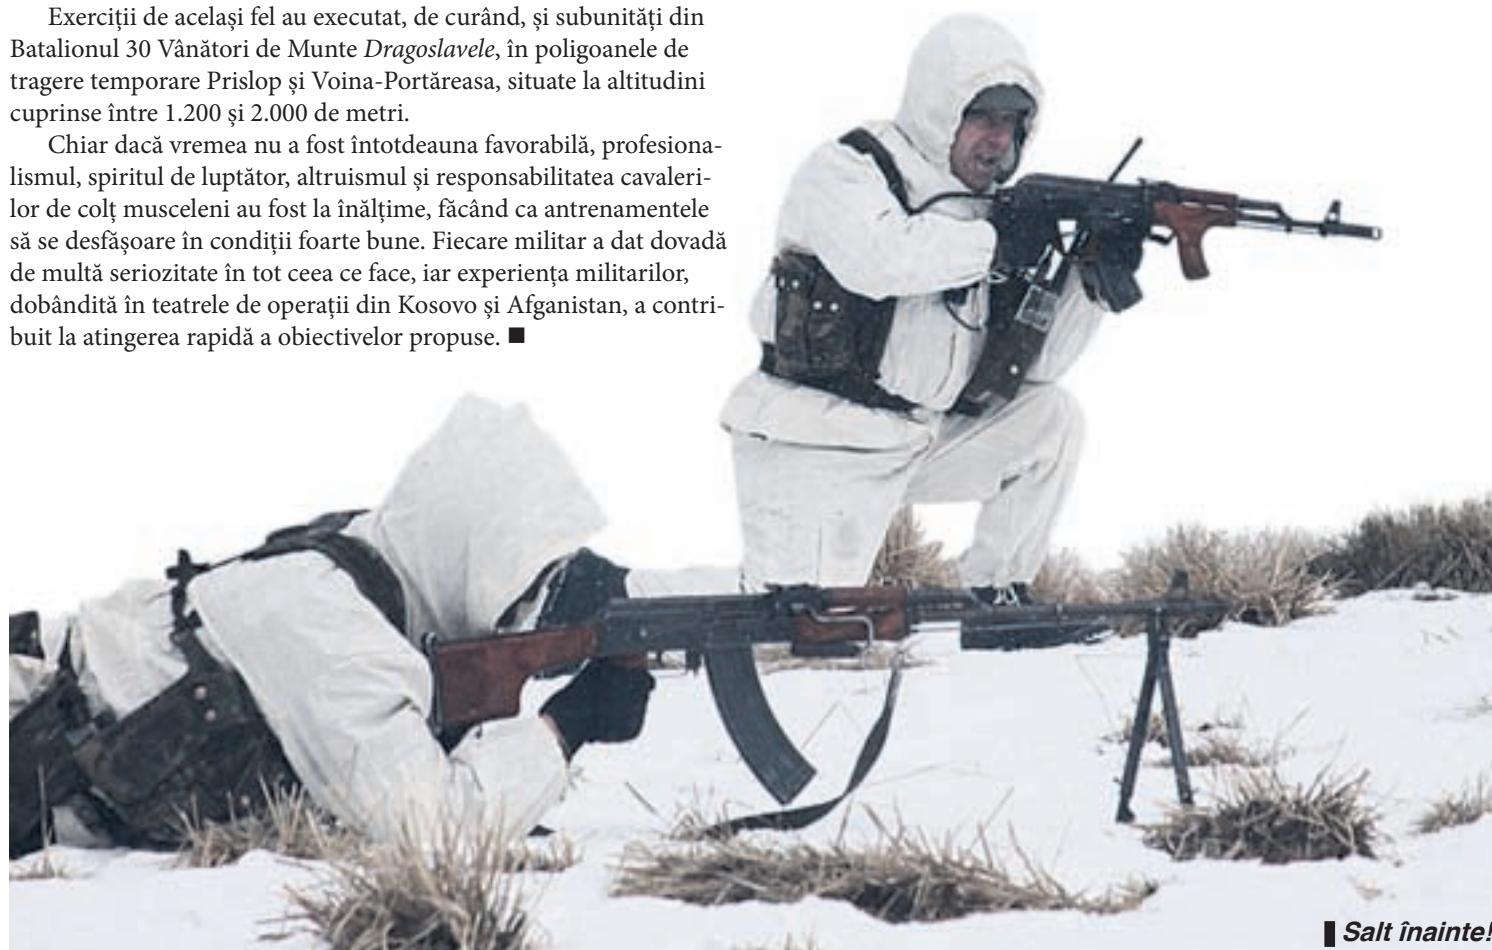 Exerciții de același fel au executat, de curând, și subunități din
Batalionul 30 Vânători de Munte Dragoslavele, în poligoanele de
tragere temporare Prislop și Voina-Portăreasa, situate la altitudini
cuprinse între 1.200 și 2.000 de metri.
Chiar dacă vremea nu a fost întotdeauna favorabilă, profesiona-
lismul, spiritul de luptător, altruismul și responsabilitatea cavaleri-
lor de colț musceleni au fost la înălțime, făcând ca antrenamentele
să se desfășoare în condiții foarte bune. Fiecare militar a dat dovadă
de multă seriozitate în tot ceea ce face, iar experiența militarilor,
dobândită în teatrele de operații din Kosovo și Afganistan, a contri-
buit la atingerea rapidă a obiectivelor propuse. ■
Salt înainte!